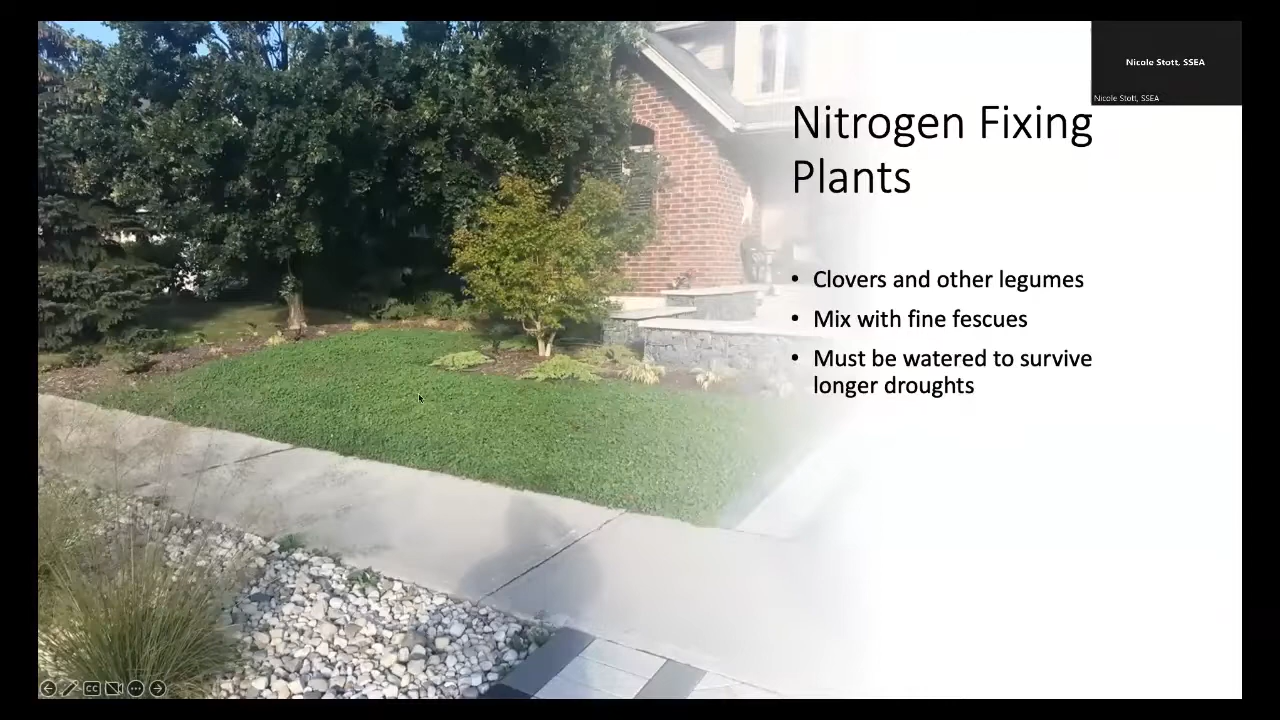 Nicole Stott, SSEA
Nicole Stott, SSEA
Nitrogen Fixing
Plants
• Clovers and other legumes
• Mix with fine fescues
• Must be watered to survive
longer droughts
CC